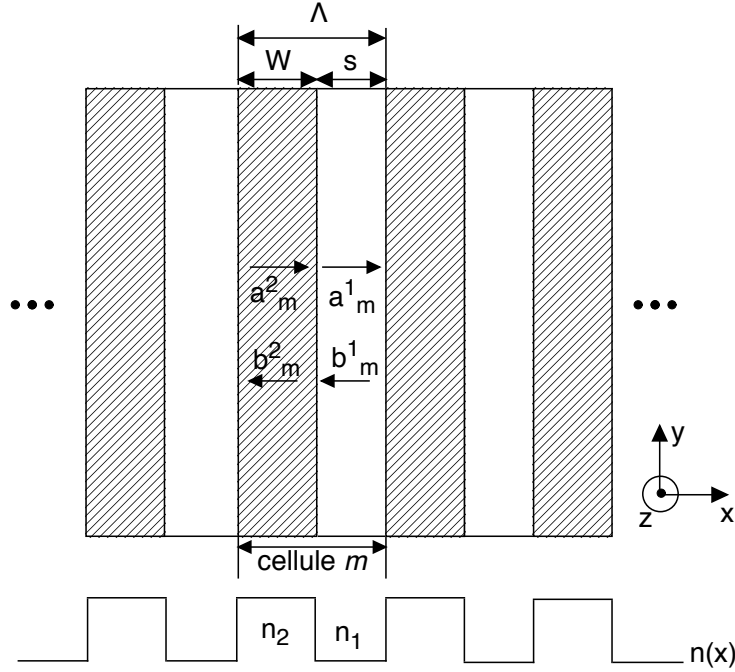 Λ
W s
a²ₘ a¹ₘ
b²ₘ b¹ₘ
y
z x
cellule m
n₂ n₁ n(x)